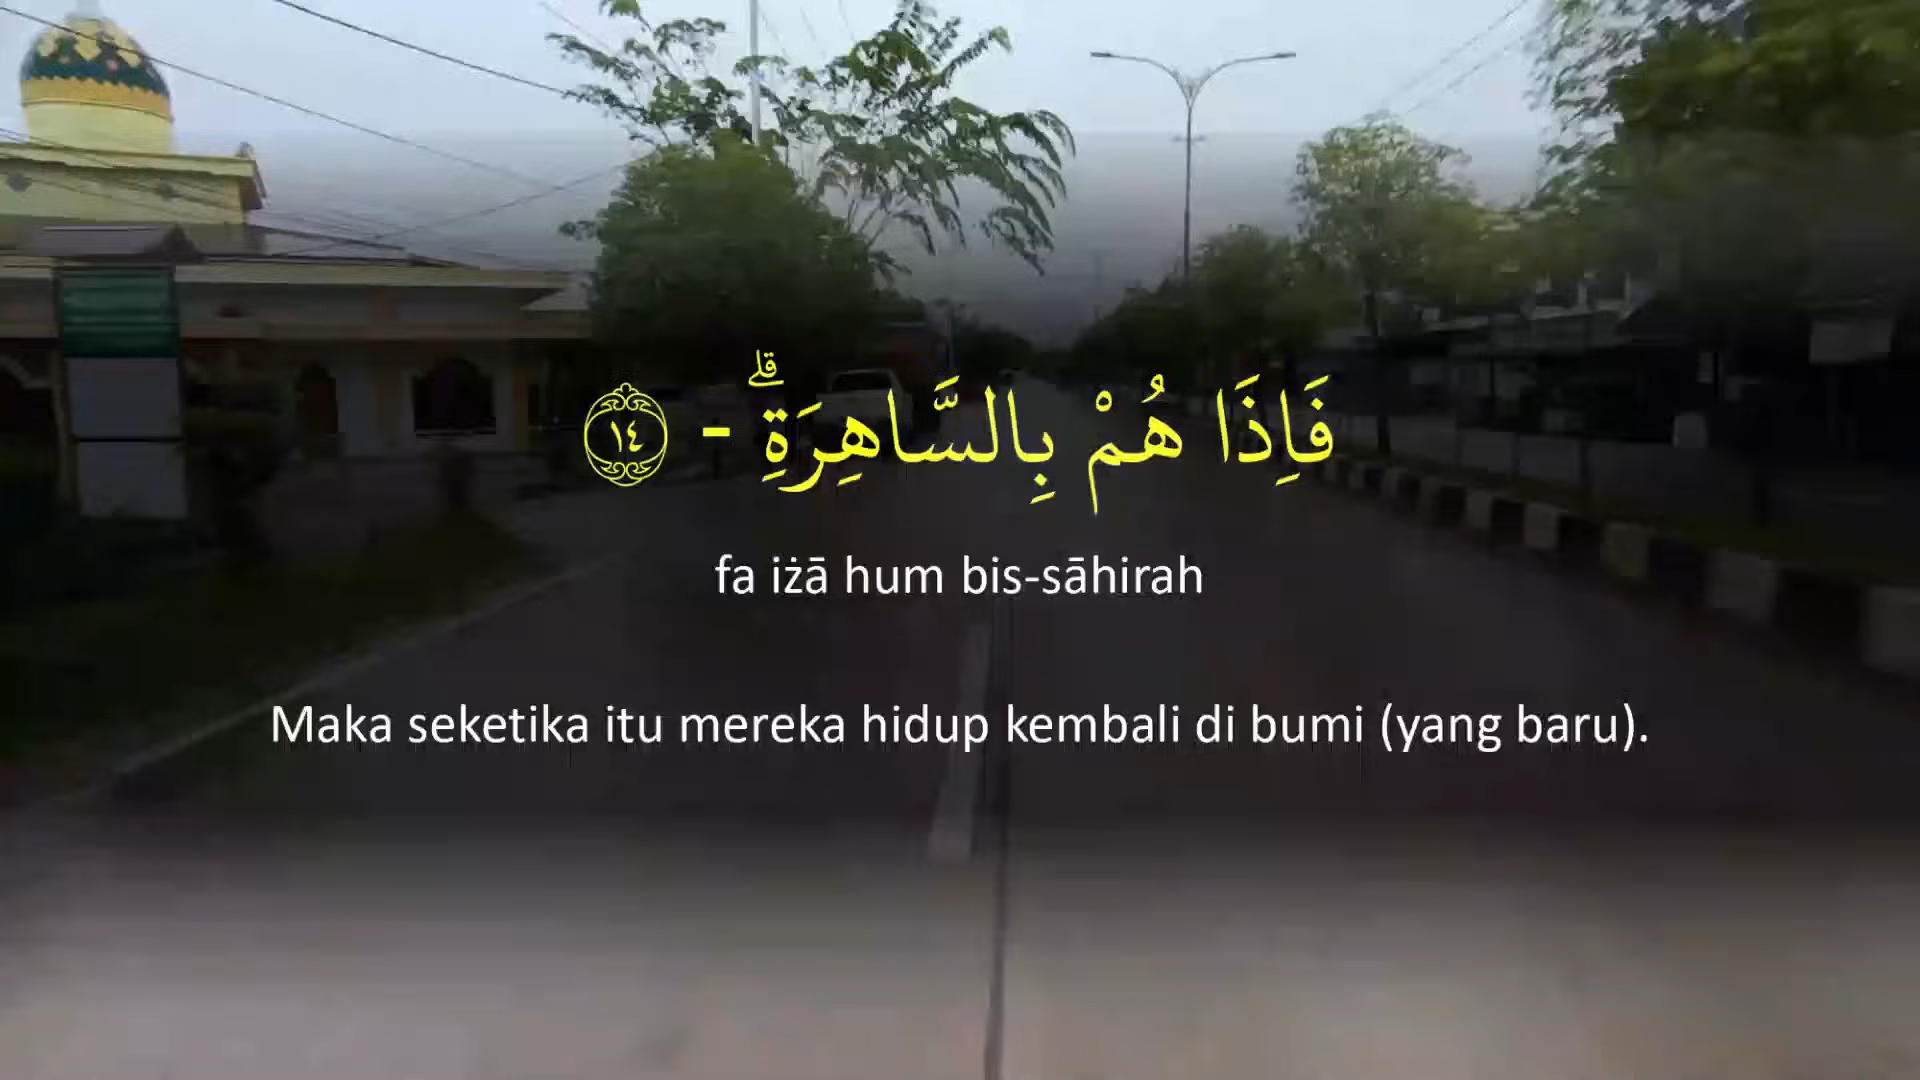 فَاِذَا هُمْ بِالسَّاهِرَةِۗ - ١٤
fa iżā hum bis-sāhirah
Maka seketika itu mereka hidup kembali di bumi (yang baru).